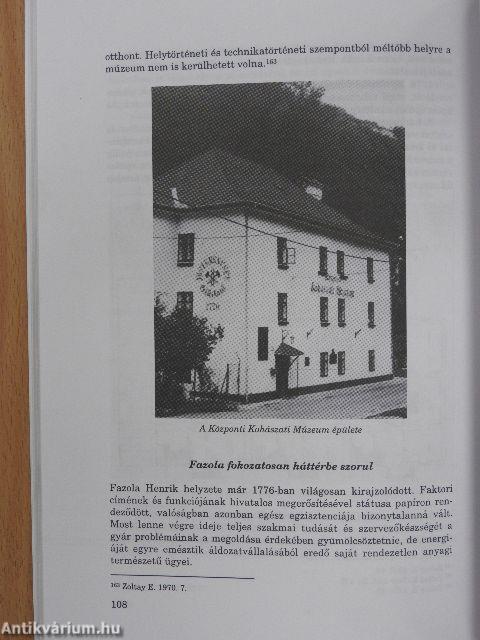 otthont. Helytörténeti és technikatörténeti szempontból méltóbb helyre a
múzeum nem is kerülhetett volna.¹⁶³
A Központi Kohászati Múzeum épülete
Fazola fokozatosan háttérbe szorul
Fazola Henrik helyzete már 1776-ban világosan kirajzolódott. Faktori
címének és funkciójának hivatalos megerősítésével státusa papíron ren-
deződött, valóságban azonban egész egzisztenciája bizonytalanná vált.
Most lenne végre ideje teljes szakmai tudását és szervezőkészségét a
gyár problémáinak a megoldása érdekében gyümölcsöztetnie, de energi-
áját egyre emésztik áldozatvállalásából eredő saját rendezetlen anyagi
természetű ügyei.
¹⁶³ Zoltay E. 1970. 7.
108
Antikvárium.hu